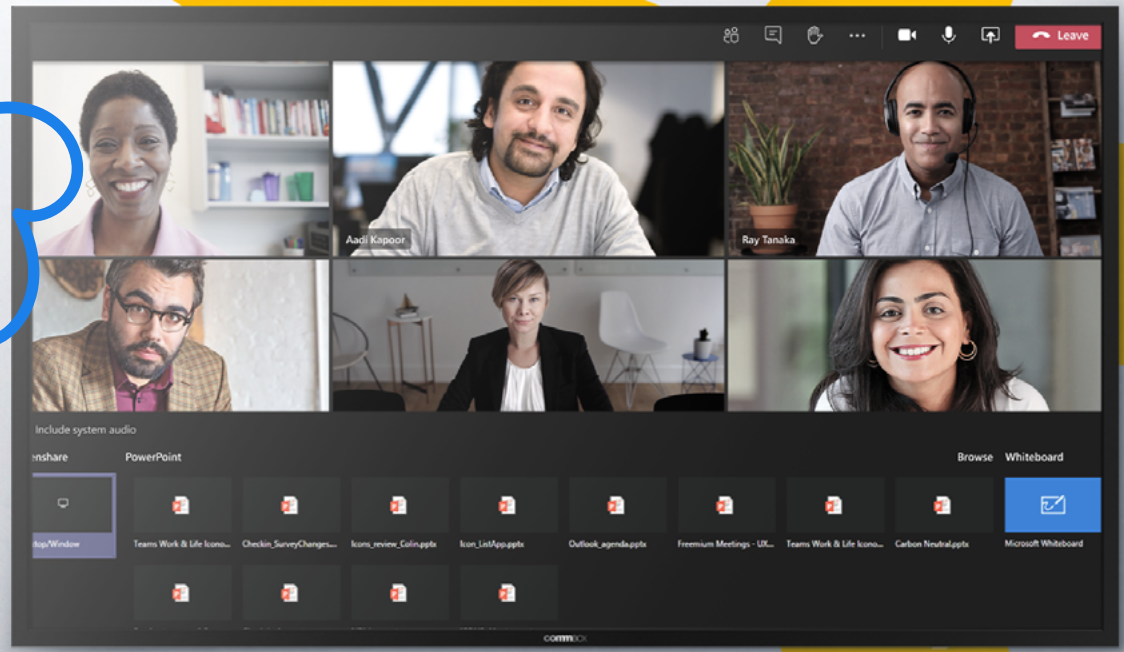 Leave
Aadi Kapoor
Ray Tanaka
Include system audio
enshare PowerPoint Browse Whiteboard
top/Window Teams Work & Life Icono... Checkin_SurveyChanges.... Icons_review_Colin.pptx Icon_ListApp.pptx Outlook_agenda.pptx Freemium Meetings - UX... Teams Work & Life Icono... Carbon Neutral.pptx Microsoft Whiteboard
commbox